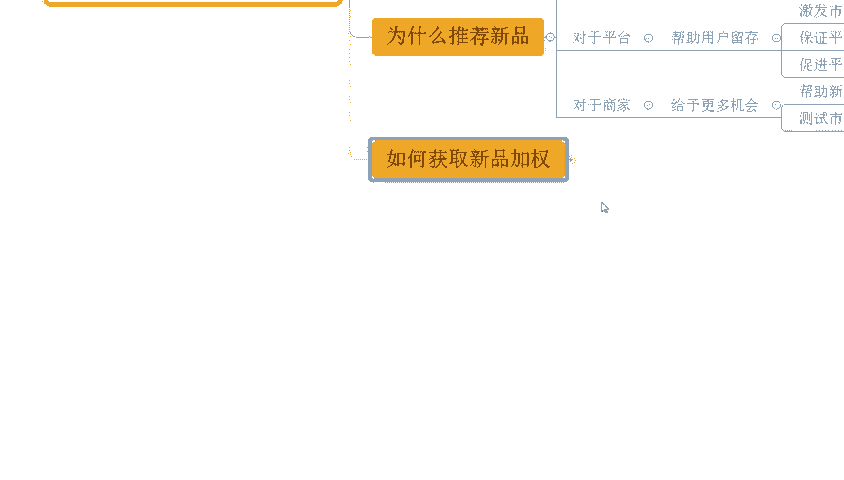 激发市
为什么推荐新品
对于平台
帮助用户留存
保证平
促进平
帮助新
对于商家
给予更多机会
测试市
如何获取新品加权